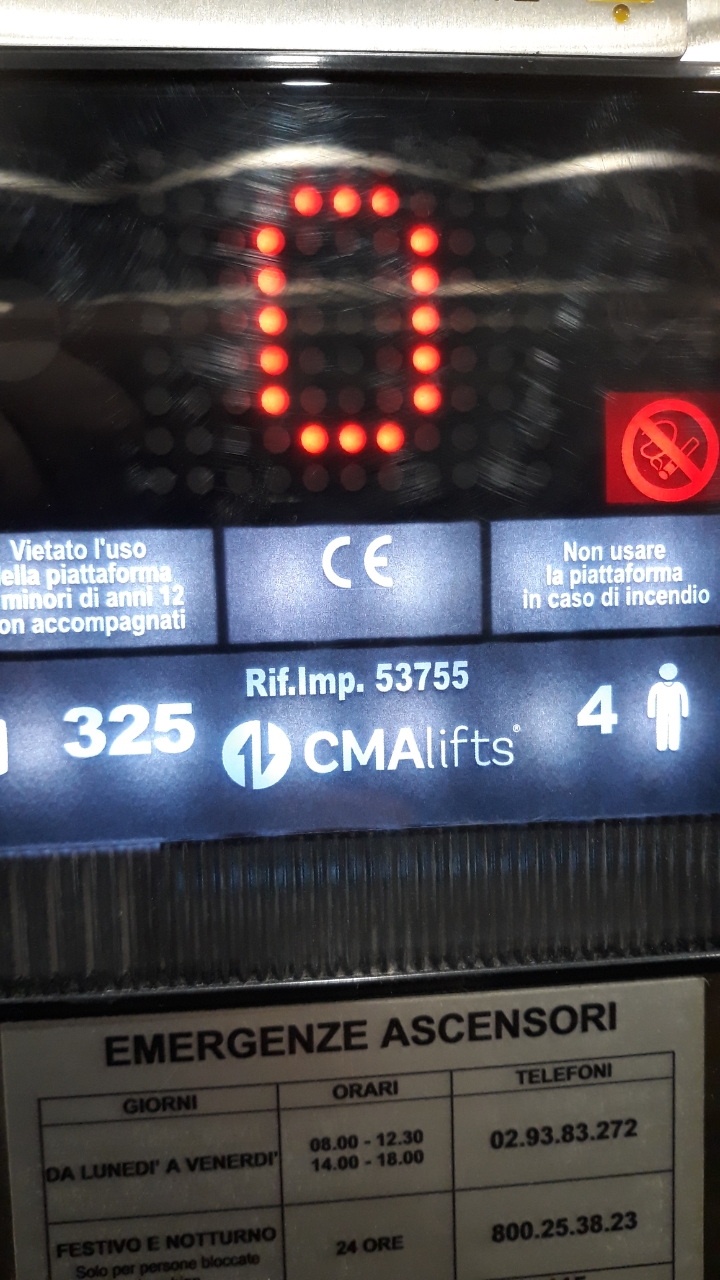 0
Vietato l'uso
ella piattaforma
minori di anni 12
on accompagnati
CE
Non usare
la piattaforma
in caso di incendio
Rif.Imp. 53755
325
CMAlifts®
4
EMERGENZE ASCENSORI
GIORNI
ORARI
TELEFONI
DA LUNEDI' A VENERDI'
08.00 - 12.30
14.00 - 18.00
02.93.83.272
FESTIVO E NOTTURNO
Solo per persone bloccate
24 ORE
800.25.38.23